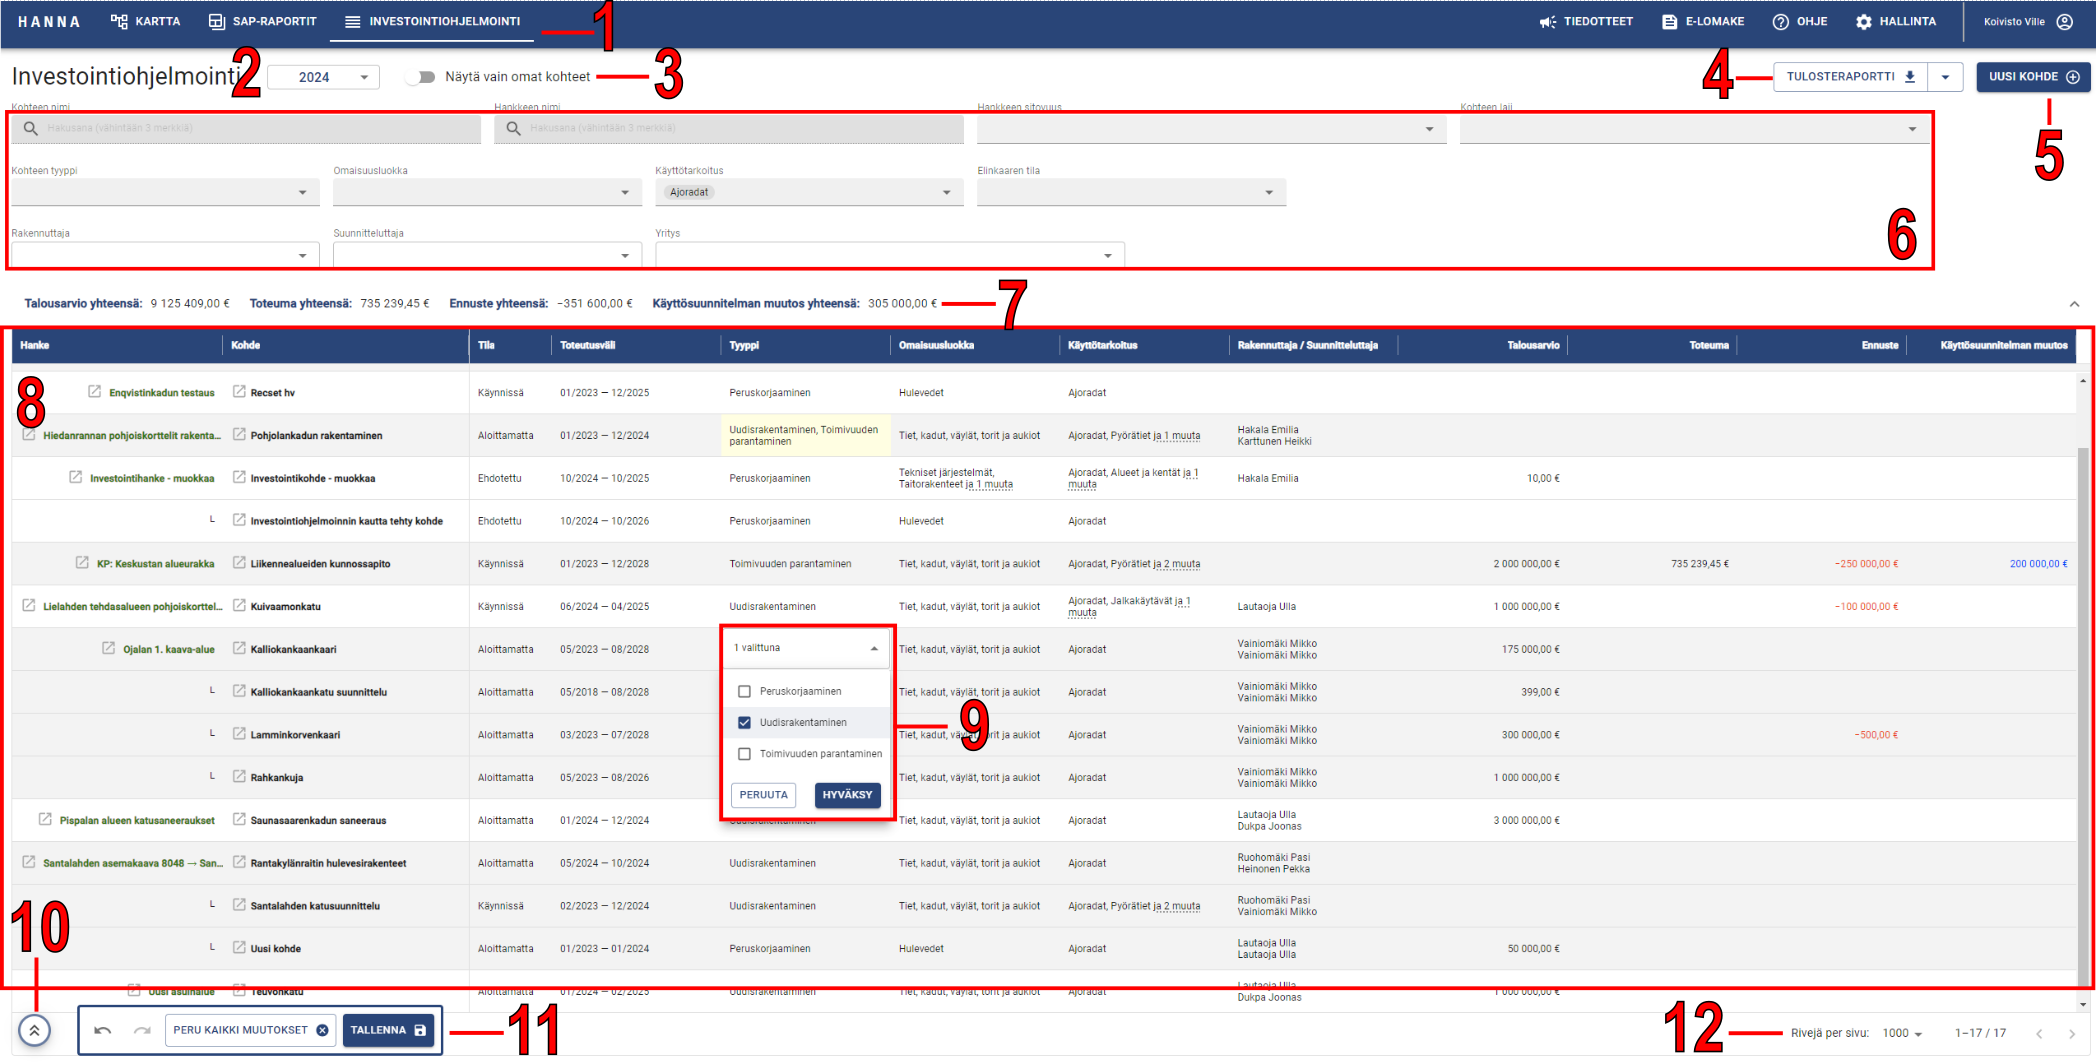 HANNA KARTTA SAP-RAPORTIT INVESTOINTIOHJELMOINTI 1 TIEDOTTEET E-LOMAKE OHJE HALLINTA Koivisto Ville
Investointiohjelmointi 2 2024 Näytä vain omat kohteet 3 4 TULOSTERAPORTTI UUSI KOHDE
5
Kohteen nimi Hankkeen nimi Hankkeen sitovuus Kohteen laji
Hakusana (vähintään 3 merkkiä) Hakusana (vähintään 3 merkkiä)
Kohteen tyyppi Omaisuusluokka Käyttötarkoitus Elinkaaren tila
Ajoradat
Rakennuttaja Suunnitteluttaja Yritys
6
Talousarvio yhteensä: 9 125 409,00 € Toteuma yhteensä: 735 239,45 € Ennuste yhteensä: −351 600,00 € Käyttösuunnitelman muutos yhteensä: 305 000,00 € 7
Hanke Kohde Tila Toteutusväli Tyyppi Omaisuusluokka Käyttötarkoitus Rakennuttaja / Suunnitteluttaja Talousarvio Toteuma Ennuste Käyttösuunnitelman muutos
8
Enqvistinkadun testaus Recset hv Käynnissä 01/2023 — 12/2025 Peruskorjaaminen Hulevedet Ajoradat
Hiedanrannan pohjoiskorttelit rakenta... Pohjolankadun rakentaminen Aloittamatta 01/2023 — 12/2024 Uudisrakentaminen, Toimivuuden parantaminen Tiet, kadut, väylät, torit ja aukiot Ajoradat, Pyörätiet ja 1 muuta Hakala Emilia Karttunen Heikki
Investointihanke - muokkaa Investointikohde - muokkaa Ehdotettu 10/2024 — 10/2025 Peruskorjaaminen Tekniset järjestelmät, Taitorakenteet ja 1 muuta Ajoradat, Alueet ja kentät ja 1 muuta Hakala Emilia 10,00 €
L Investointiohjelmoinnin kautta tehty kohde Ehdotettu 10/2024 — 10/2026 Peruskorjaaminen Hulevedet Ajoradat
KP: Keskustan alueurakka Liikennealueiden kunnossapito Käynnissä 01/2023 — 12/2028 Toimivuuden parantaminen Tiet, kadut, väylät, torit ja aukiot Ajoradat, Pyörätiet ja 2 muuta 2 000 000,00 € 735 239,45 € −250 000,00 € 200 000,00 €
Lielahden tehdasalueen pohjoiskorttel... Kuivaamonkatu Käynnissä 06/2024 — 04/2025 Uudisrakentaminen Tiet, kadut, väylät, torit ja aukiot Ajoradat, Jalkakäytävät ja 1 muuta Lautaoja Ulla 1 000 000,00 € −100 000,00 €
Ojalan 1. kaava-alue Kalliokankaankaari Aloittamatta 05/2023 — 08/2028 1 valittuna Tiet, kadut, väylät, torit ja aukiot Ajoradat Vainiomäki Mikko Vainiomäki Mikko 175 000,00 €
L Kalliokankaankatu suunnittelu Aloittamatta 05/2018 — 08/2028 Peruskorjaaminen Tiet, kadut, väylät, torit ja aukiot Ajoradat Vainiomäki Mikko Vainiomäki Mikko 399,00 €
Uudisrakentaminen 9
L Lamminkorvenkaari Aloittamatta 03/2023 — 07/2028 Toimivuuden parantaminen Tiet, kadut, väylät, torit ja aukiot Ajoradat Vainiomäki Mikko Vainiomäki Mikko 300 000,00 € −500,00 €
L Rahkankuja Aloittamatta 05/2023 — 08/2026 Tiet, kadut, väylät, torit ja aukiot Ajoradat Vainiomäki Mikko Vainiomäki Mikko 1 000 000,00 €
PERUUTA HYVÄKSY
Pispalan alueen katusaneeraukset Saunasaarenkadun saneeraus Aloittamatta 01/2024 — 12/2024 Uudisrakentaminen Tiet, kadut, väylät, torit ja aukiot Ajoradat Lautaoja Ulla Dukpa Joonas 3 000 000,00 €
Santalahden asemakaava 8048 → San... Rantakylänraitin hulevesirakenteet Aloittamatta 05/2024 — 10/2024 Uudisrakentaminen Tiet, kadut, väylät, torit ja aukiot Ajoradat Ruohomäki Pasi Heinonen Pekka
10
L Santalahden katusuunnittelu Käynnissä 02/2023 — 12/2024 Uudisrakentaminen Tiet, kadut, väylät, torit ja aukiot Ajoradat, Pyörätiet ja 2 muuta Ruohomäki Pasi Vainiomäki Mikko
L Uusi kohde Aloittamatta 01/2023 — 01/2024 Peruskorjaaminen Hulevedet Ajoradat Lautaoja Ulla Lautaoja Ulla 50 000,00 €
Uusi asuinalue Teuvonkatu Aloittamatta 01/2024 — 02/2025 Uudisrakentaminen Tiet, kadut, väylät, torit ja aukiot Ajoradat Lautaoja Ulla Dukpa Joonas 1 000 000,00 €
PERU KAIKKI MUUTOKSET TALLENNA 11 12 Rivejä per sivu: 1000 1–17 / 17